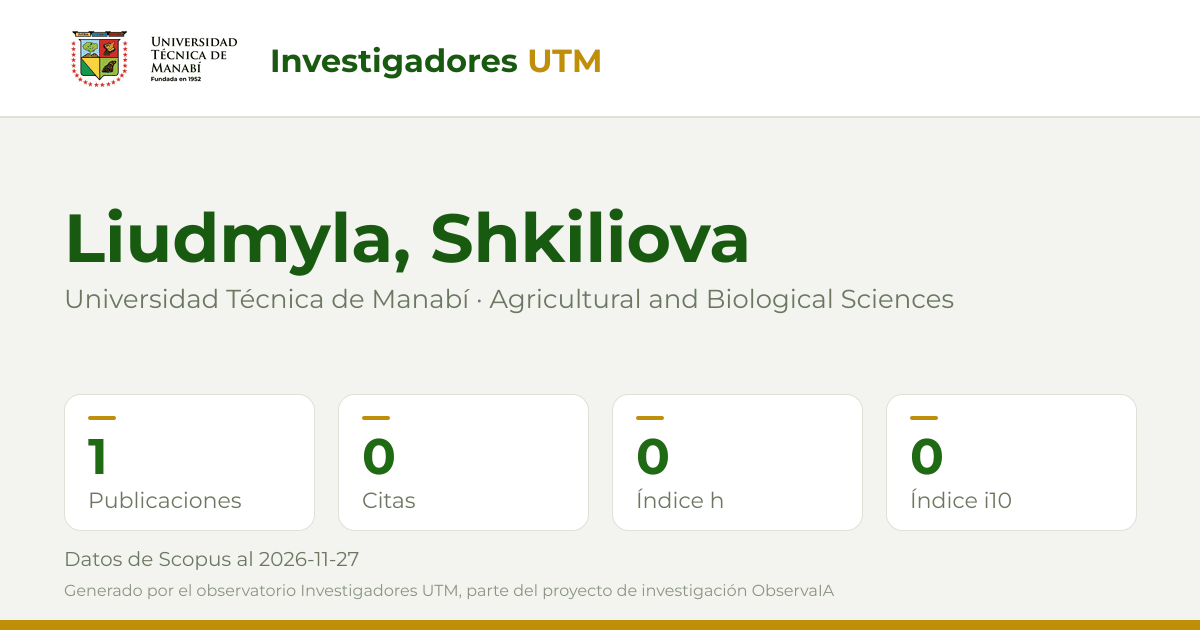 UNIVERSIDAD
TÉCNICA DE
MANABÍ
Fundada en 1952
Investigadores UTM
Liudmyla, Shkiliova
Universidad Técnica de Manabí · Agricultural and Biological Sciences
1
Publicaciones
0
Citas
0
Índice h
0
Índice i10
Datos de Scopus al 2026-11-27
Generado por el observatorio Investigadores UTM, parte del proyecto de investigación ObservaIA